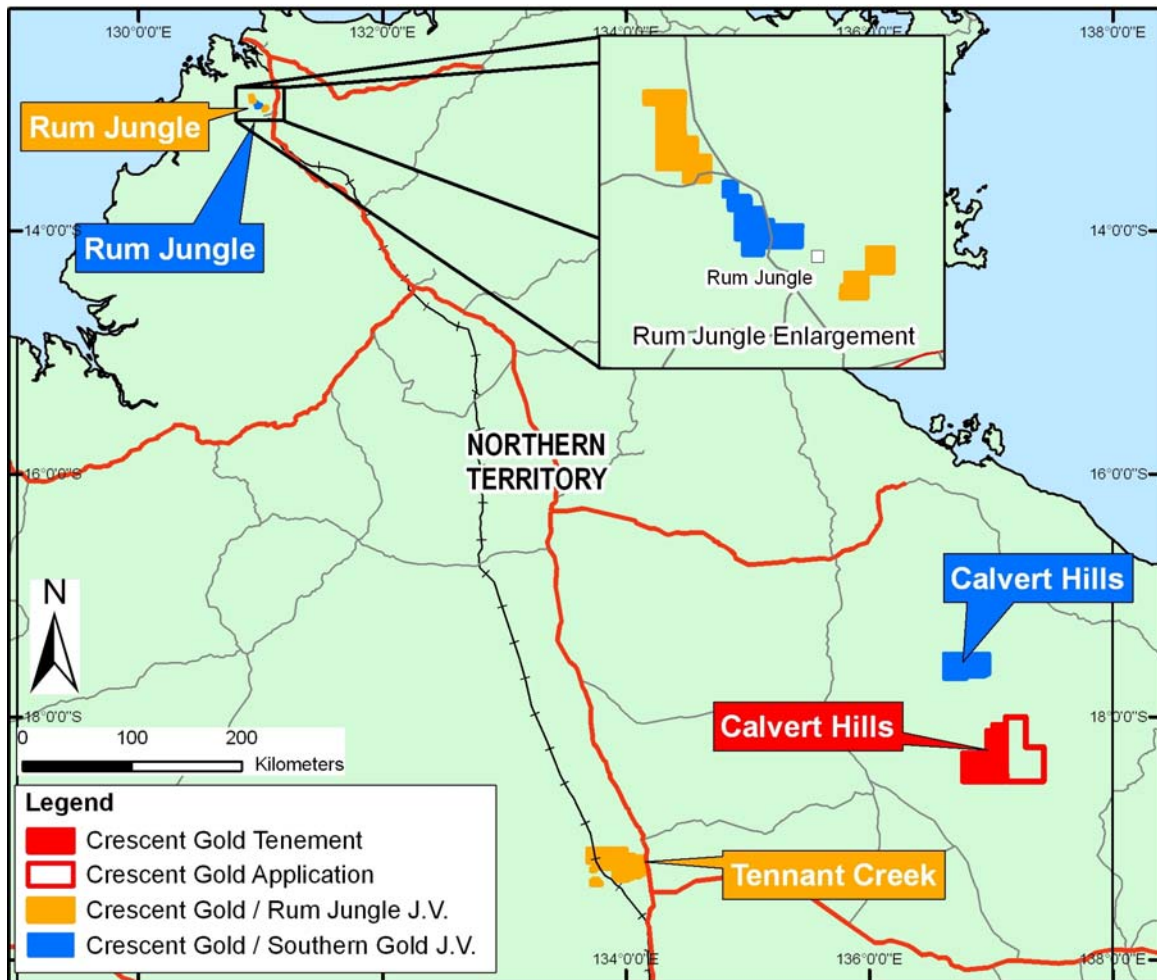 130°0'0"E
132°0'0"E
134°0'0"E
136°0'0"E
138°0'0"E
Rum Jungle
Rum Jungle
Rum Jungle
Rum Jungle Enlargement
14°0'0"S
14°0'0"S
NORTHERN
TERRITORY
16°0'0"S
16°0'0"S
Calvert Hills
N
18°0'0"S
18°0'0"S
Calvert Hills
0 100 200
Kilometers
Legend
Crescent Gold Tenement
Crescent Gold Application
Crescent Gold / Rum Jungle J.V.
Crescent Gold / Southern Gold J.V.
Tennant Creek
134°0'0"E
136°0'0"E
138°0'0"E